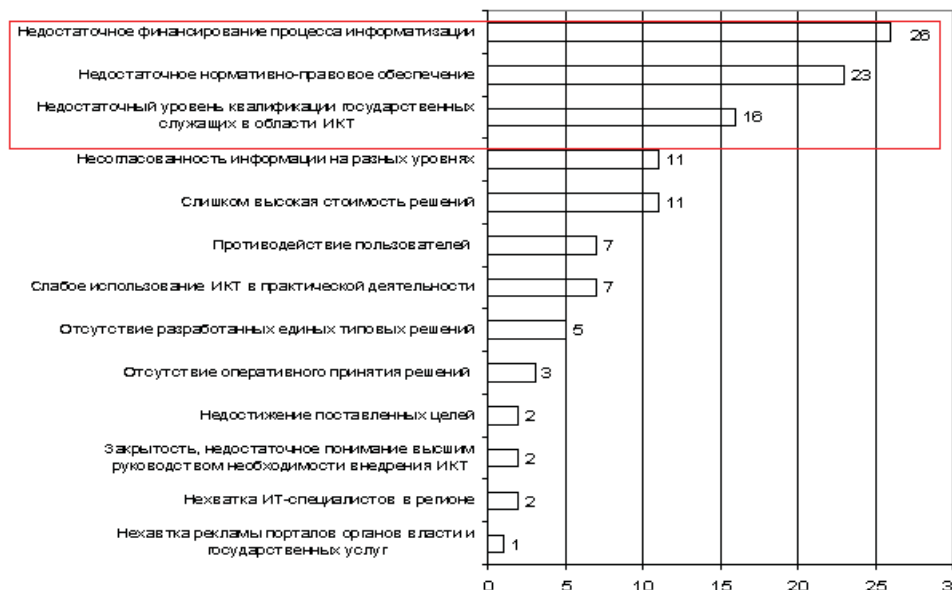 Недостаточное финансирование процесса информатизации
26
Недостаточное нормативно-правовое обеспечение
23
Недостаточный уровень квалификации государственных
служащих в области ИКТ
16
Несогласованность информации на разных уровнях
11
Слишком высокая стоимость решений
11
Противодействие пользователей
7
Слабое использование ИКТ в практической деятельности
7
Отсутствие разработанных единых типовых решений
5
Отсутствие оперативного принятия решений
3
Недостижение поставленных целей
2
Закрытость, недостаточное понимание высшим
руководством необходимости внедрения ИКТ
2
Нехватка ИТ-специалистов в регионе
2
Нехавтка рекламы порталов органов власти и
государственных услуг
1
0 5 10 15 20 25